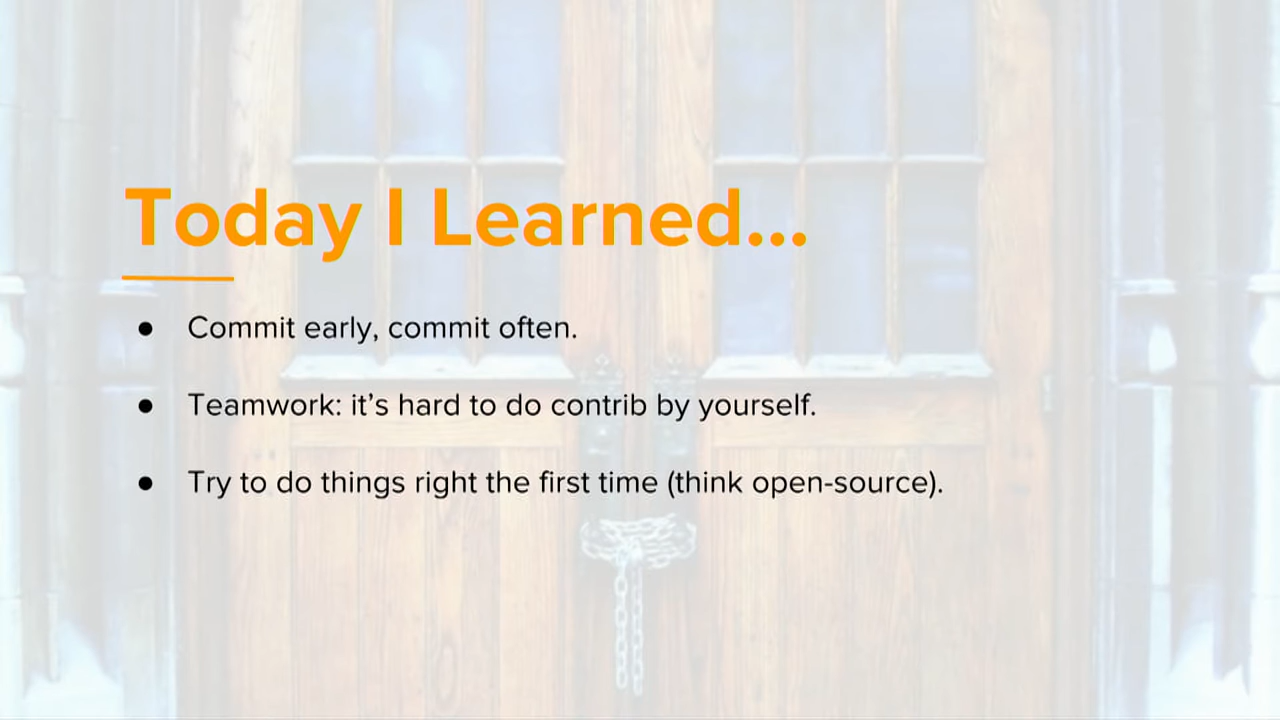 Today I Learned...
● Commit early, commit often.
● Teamwork: it’s hard to do contrib by yourself.
● Try to do things right the first time (think open-source).